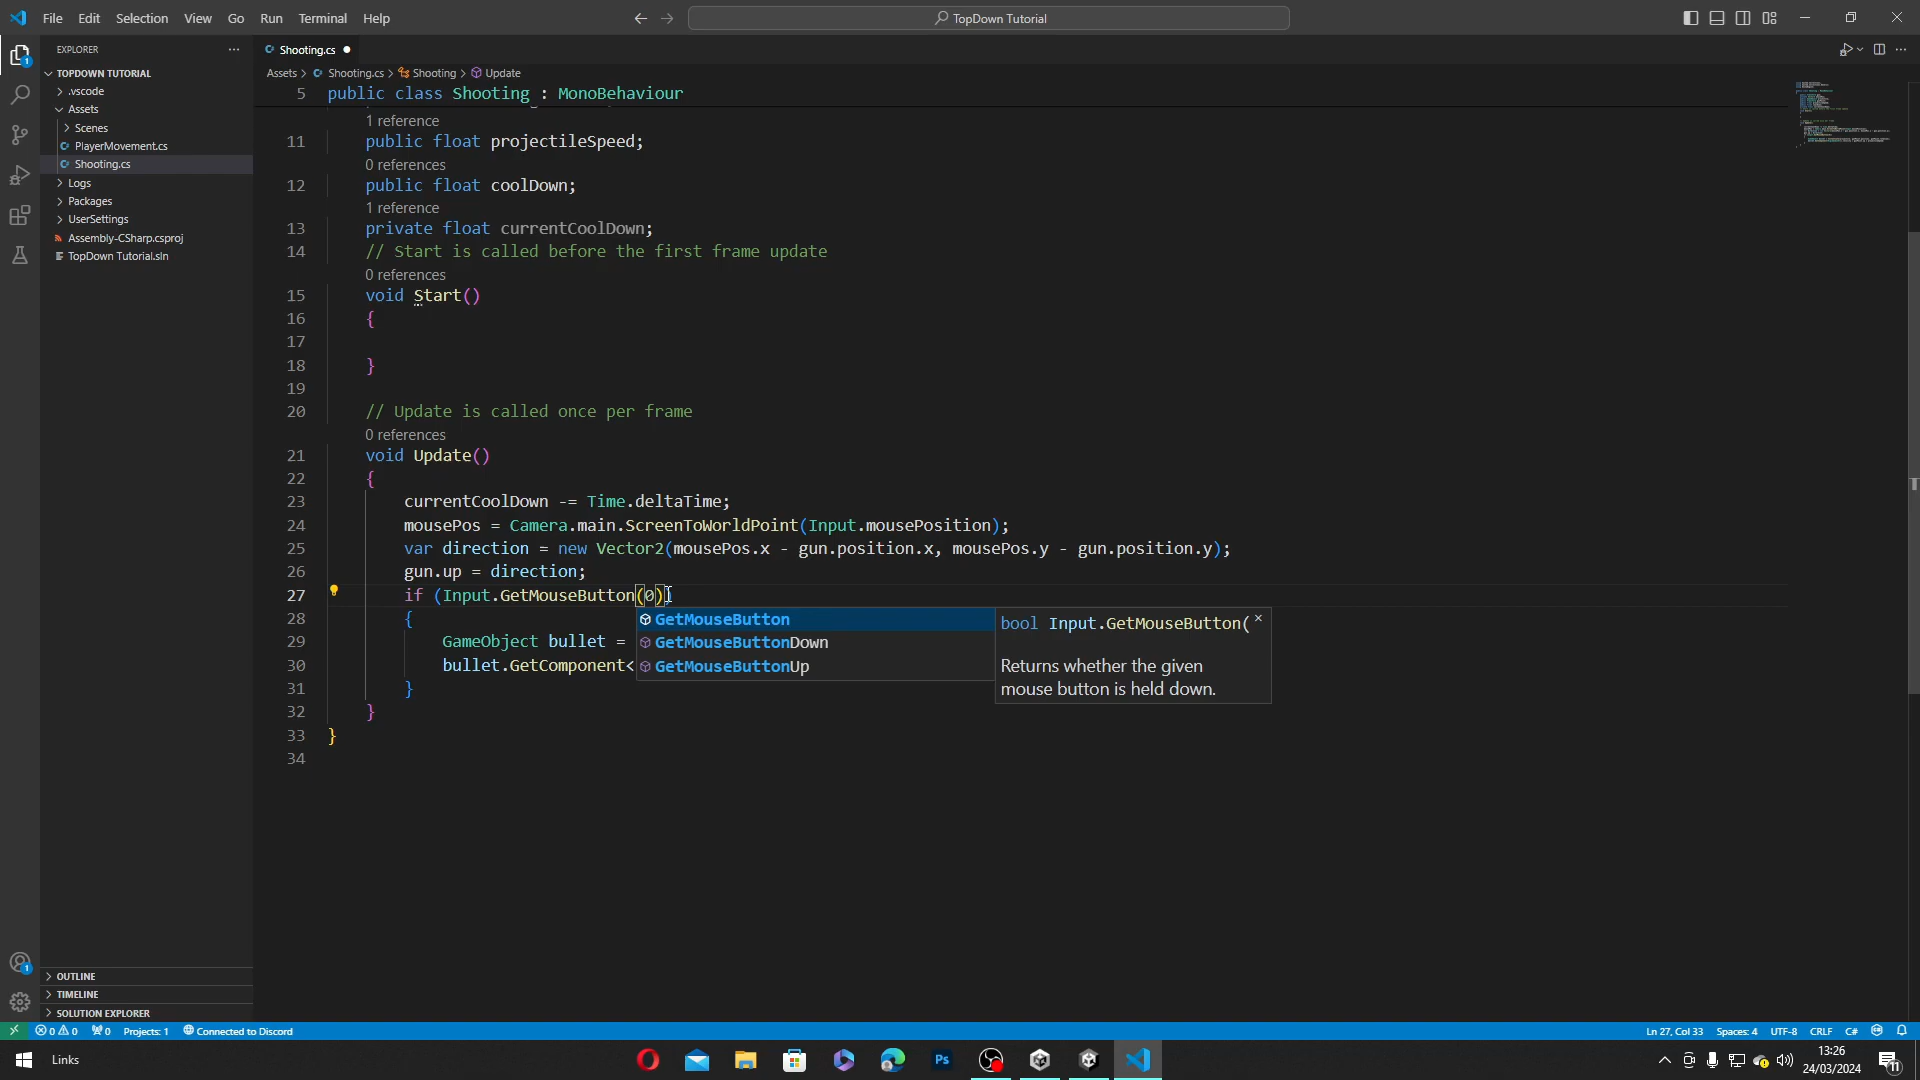 File Edit Selection View Go Run Terminal Help
TopDown Tutorial
EXPLORER
Shooting.cs
TOPDOWN TUTORIAL
Assets > Shooting.cs > Shooting > Update
.vscode
5 public class Shooting : MonoBehaviour
Assets
Scenes
1 reference
PlayerMovement.cs
11 public float projectileSpeed;
Shooting.cs
0 references
Logs
12 public float coolDown;
Packages
1 reference
UserSettings
13 private float currentCoolDown;
Assembly-CSharp.csproj
14 // Start is called before the first frame update
TopDown Tutorial.sln
0 references
15 void Start()
16 {
17
18 }
19
20 // Update is called once per frame
0 references
21 void Update()
22 {
23 currentCoolDown -= Time.deltaTime;
24 mousePos = Camera.main.ScreenToWorldPoint(Input.mousePosition);
25 var direction = new Vector2(mousePos.x - gun.position.x, mousePos.y - gun.position.y);
26 gun.up = direction;
27 if (Input.GetMouseButton(0))
28 {
GetMouseButton
bool Input.GetMouseButton(
29 GameObject bullet =
GetMouseButtonDown
30 bullet.GetComponent<
GetMouseButtonUp
Returns whether the given
mouse button is held down.
31 }
32 }
33 }
34
OUTLINE
TIMELINE
SOLUTION EXPLORER
0 0 0 Projects: 1 Connected to Discord
Ln 27, Col 33 Spaces: 4 UTF-8 CRLF C#
Links
Ps
13:26
24/03/2024
11